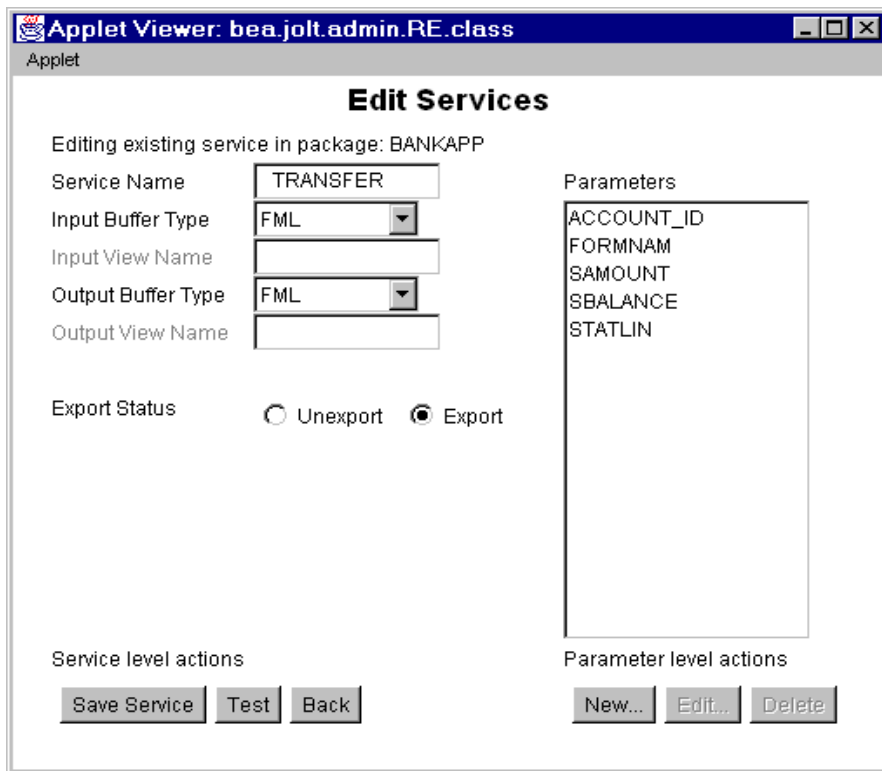 Applet Viewer: bea.jolt.admin.RE.class
Applet
Edit Services
Editing existing service in package: BANKAPP
Service Name TRANSFER
Parameters
Input Buffer Type FML
Input View Name
Output Buffer Type FML
Output View Name
ACCOUNT_ID
FORMNAM
SAMOUNT
SBALANCE
STATLIN
Export Status Unexport Export
Service level actions
Save Service Test Back
Parameter level actions
New... Edit... Delete